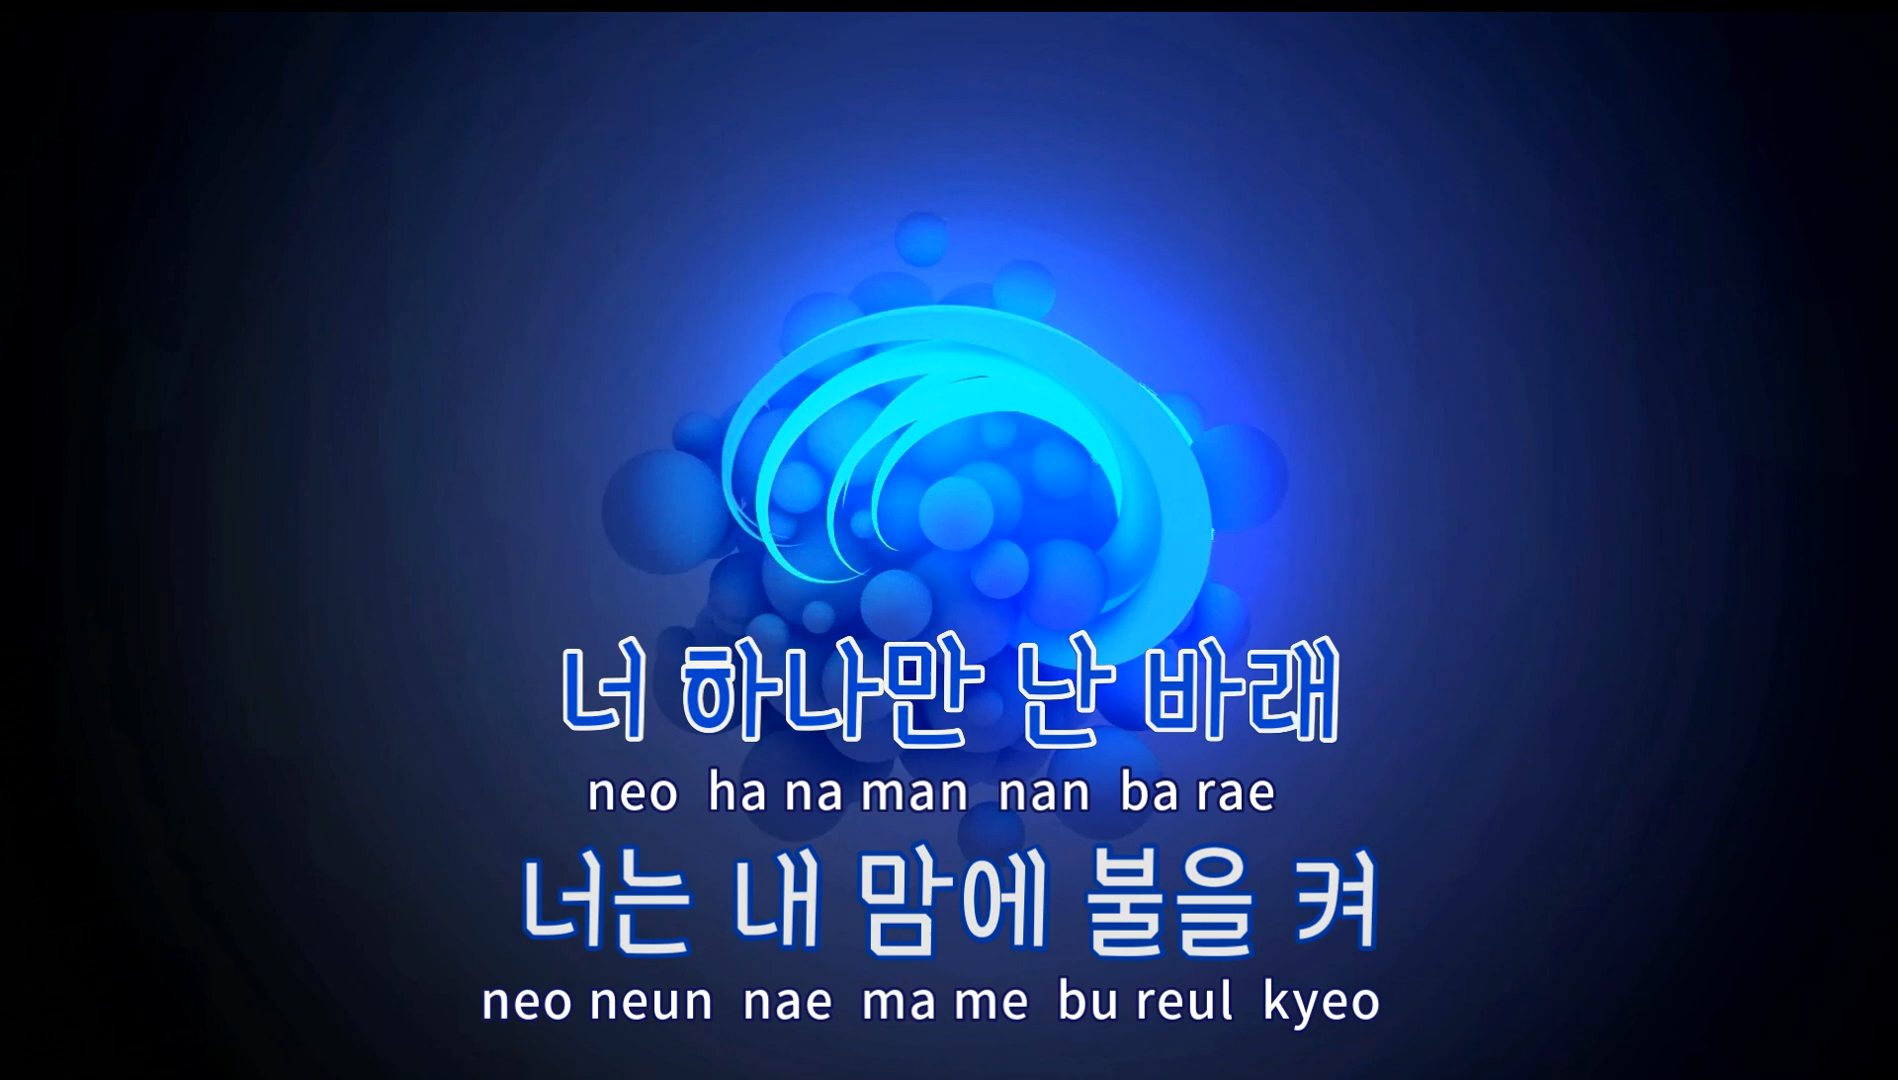 너 하나만 난 바래
neo ha na man nan ba rae
너는 내 맘에 불을 켜
neo neun nae ma me bu reul kyeo